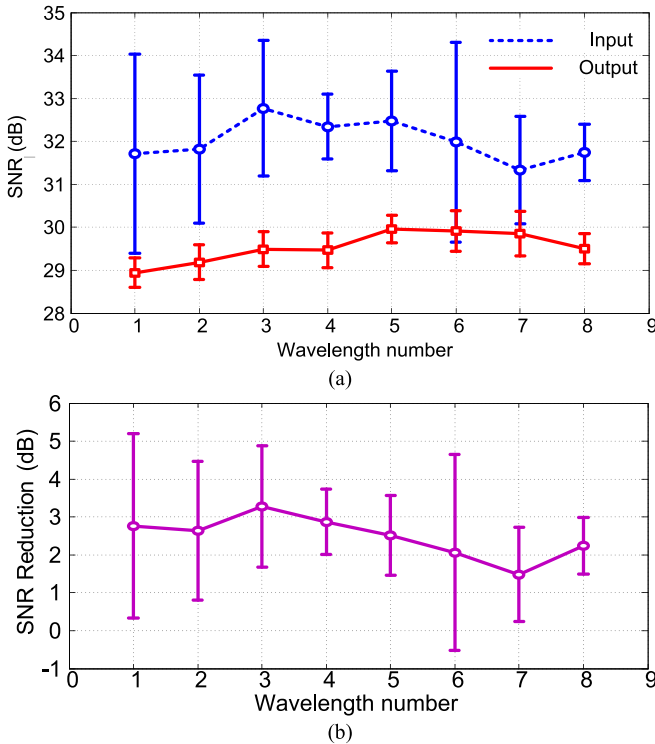 35
34
33
32
31
30
29
28
SNR (dB)
Input
Output
0 1 2 3 4 5 6 7 8 9
Wavelength number
(a)
6
5
4
3
2
1
0
-1
SNR Reduction (dB)
0 1 2 3 4 5 6 7 8 9
Wavelength number
(b)